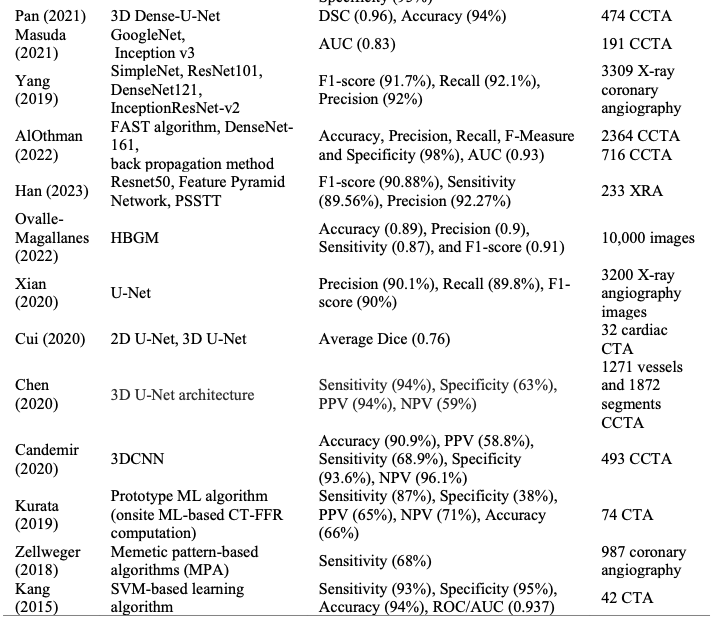 Specificity
Pan (2021)
3D Dense-U-Net
DSC (0.96), Accuracy (94%)
474 CCTA
Masuda
(2021)
GoogleNet,
Inception v3
AUC (0.83)
191 CCTA
Yang
(2019)
SimpleNet, ResNet101,
DenseNet121,
InceptionResNet-v2
F1-score (91.7%), Recall (92.1%),
Precision (92%)
3309 X-ray
coronary
angiography
AlOthman
(2022)
FAST algorithm, DenseNet-
161,
back propagation method
Accuracy, Precision, Recall, F-Measure
and Specificity (98%), AUC (0.93)
2364 CCTA
716 CCTA
Han (2023)
Resnet50, Feature Pyramid
Network, PSSTT
F1-score (90.88%), Sensitivity
(89.56%), Precision (92.27%)
233 XRA
Ovalle-
Magallanes
(2022)
HBGM
Accuracy (0.89), Precision (0.9),
Sensitivity (0.87), and F1-score (0.91)
10,000 images
Xian
(2020)
U-Net
Precision (90.1%), Recall (89.8%), F1-
score (90%)
3200 X-ray
angiography
images
Cui (2020)
2D U-Net, 3D U-Net
Average Dice (0.76)
32 cardiac
CTA
Chen
(2020)
3D U-Net architecture
Sensitivity (94%), Specificity (63%),
PPV (94%), NPV (59%)
1271 vessels
and 1872
segments
CCTA
Candemir
(2020)
3DCNN
Accuracy (90.9%), PPV (58.8%),
Sensitivity (68.9%), Specificity
(93.6%), NPV (96.1%)
493 CCTA
Kurata
(2019)
Prototype ML algorithm
(onsite ML-based CT-FFR
computation)
Sensitivity (87%), Specificity (38%),
PPV (65%), NPV (71%), Accuracy
(66%)
74 CTA
Zellweger
(2018)
Memetic pattern-based
algorithms (MPA)
Sensitivity (68%)
987 coronary
angiography
Kang
(2015)
SVM-based learning
algorithm
Sensitivity (93%), Specificity (95%),
Accuracy (94%), ROC/AUC (0.937)
42 CTA